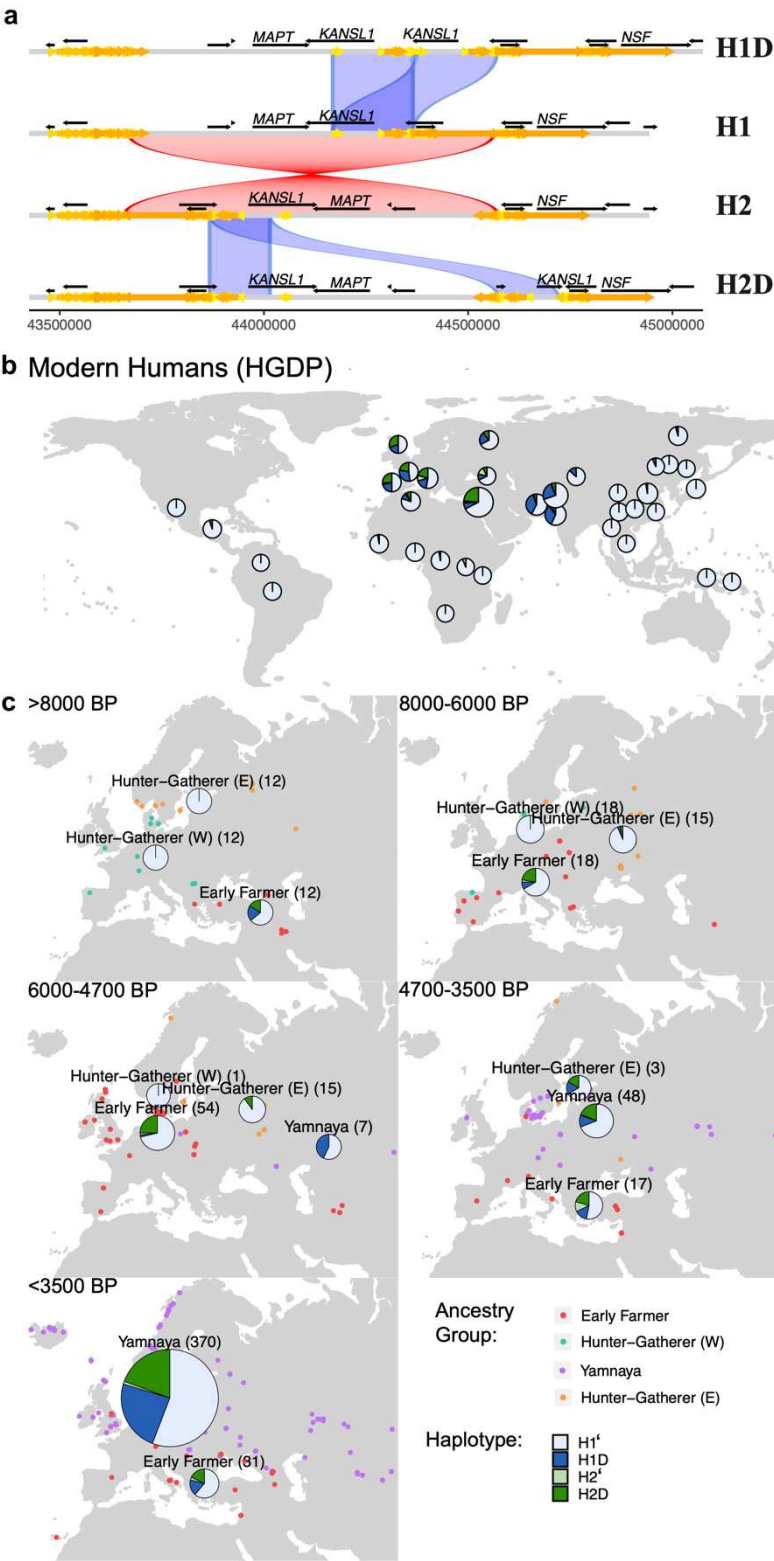 a
MAPT KANSL1 KANSL1 NSF H1D
MAPT KANSL1 NSF H1
KANSL1 MAPT NSF H2
KANSL1 MAPT KANSL1 NSF H2D
43500000 44000000 44500000 45000000
b Modern Humans (HGDP)
c >8000 BP
Hunter−Gatherer (E) (12)
Hunter−Gatherer (W) (12)
Early Farmer (12)
8000-6000 BP
Hunter−Gatherer (W) (18)
Hunter−Gatherer (E) (15)
Early Farmer (18)
6000-4700 BP
Hunter−Gatherer (W) (1)
Hunter−Gatherer (E) (15)
Early Farmer (54)
Yamnaya (7)
4700-3500 BP
Hunter−Gatherer (E) (3)
Yamnaya (48)
Early Farmer (17)
<3500 BP
Yamnaya (370)
Early Farmer (31)
Ancestry
Group:
Early Farmer
Hunter−Gatherer (W)
Yamnaya
Hunter−Gatherer (E)
Haplotype:
H1‘
H1D
H2‘
H2D